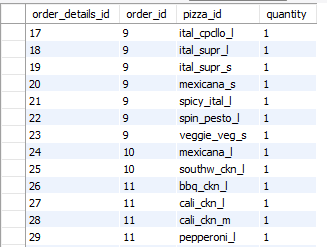 order_details_id order_id pizza_id quantity
17 9 ital_cpcllo_l 1
18 9 ital_supr_l 1
19 9 ital_supr_s 1
20 9 mexicana_s 1
21 9 spicy_ital_l 1
22 9 spin_pesto_l 1
23 9 veggie_veg_s 1
24 10 mexicana_l 1
25 10 southw_ckn_l 1
26 11 bbq_ckn_l 1
27 11 cali_ckn_l 1
28 11 cali_ckn_m 1
29 11 pepperoni_l 1